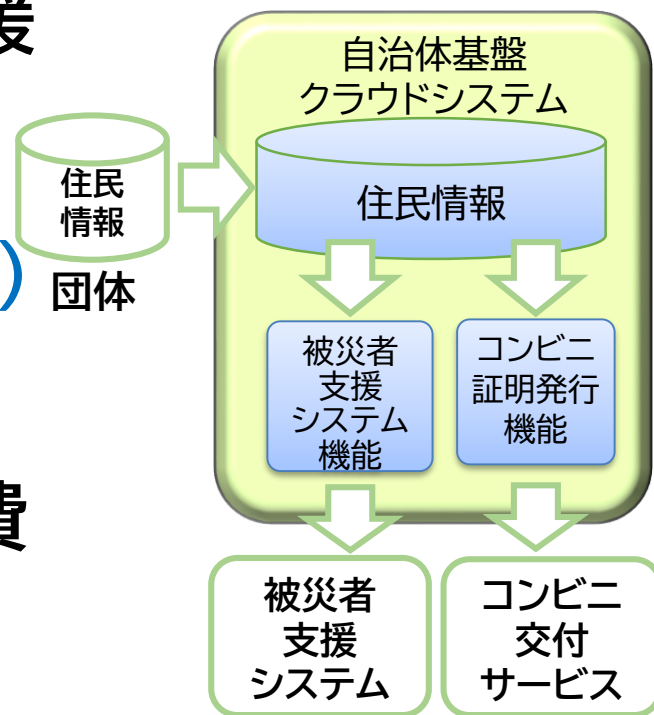 援
自治体基盤
クラウドシステム
住民
情報
住民情報
)
団体
被災者
支援
システム
機能
コンビニ
証明発行
機能
費
被災者
支援
システム
コンビニ
交付
サービス